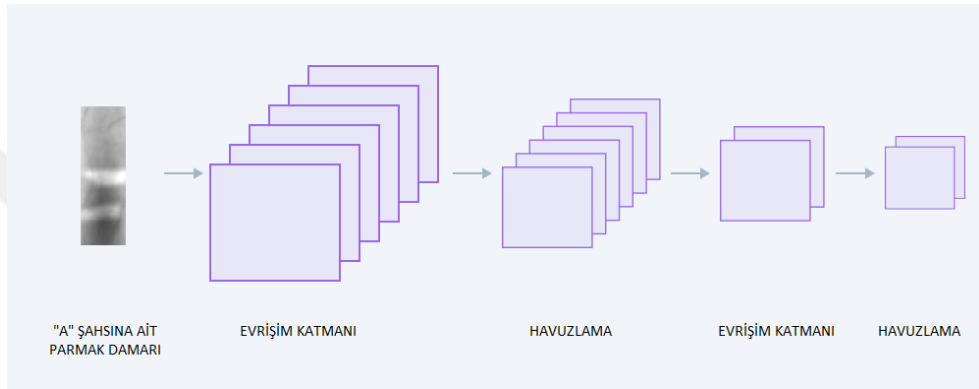 "A" ŞAHSINA AİT
PARMAK DAMARI
EVRİŞİM KATMANI
HAVUZLAMA
EVRİŞİM KATMANI
HAVUZLAMA